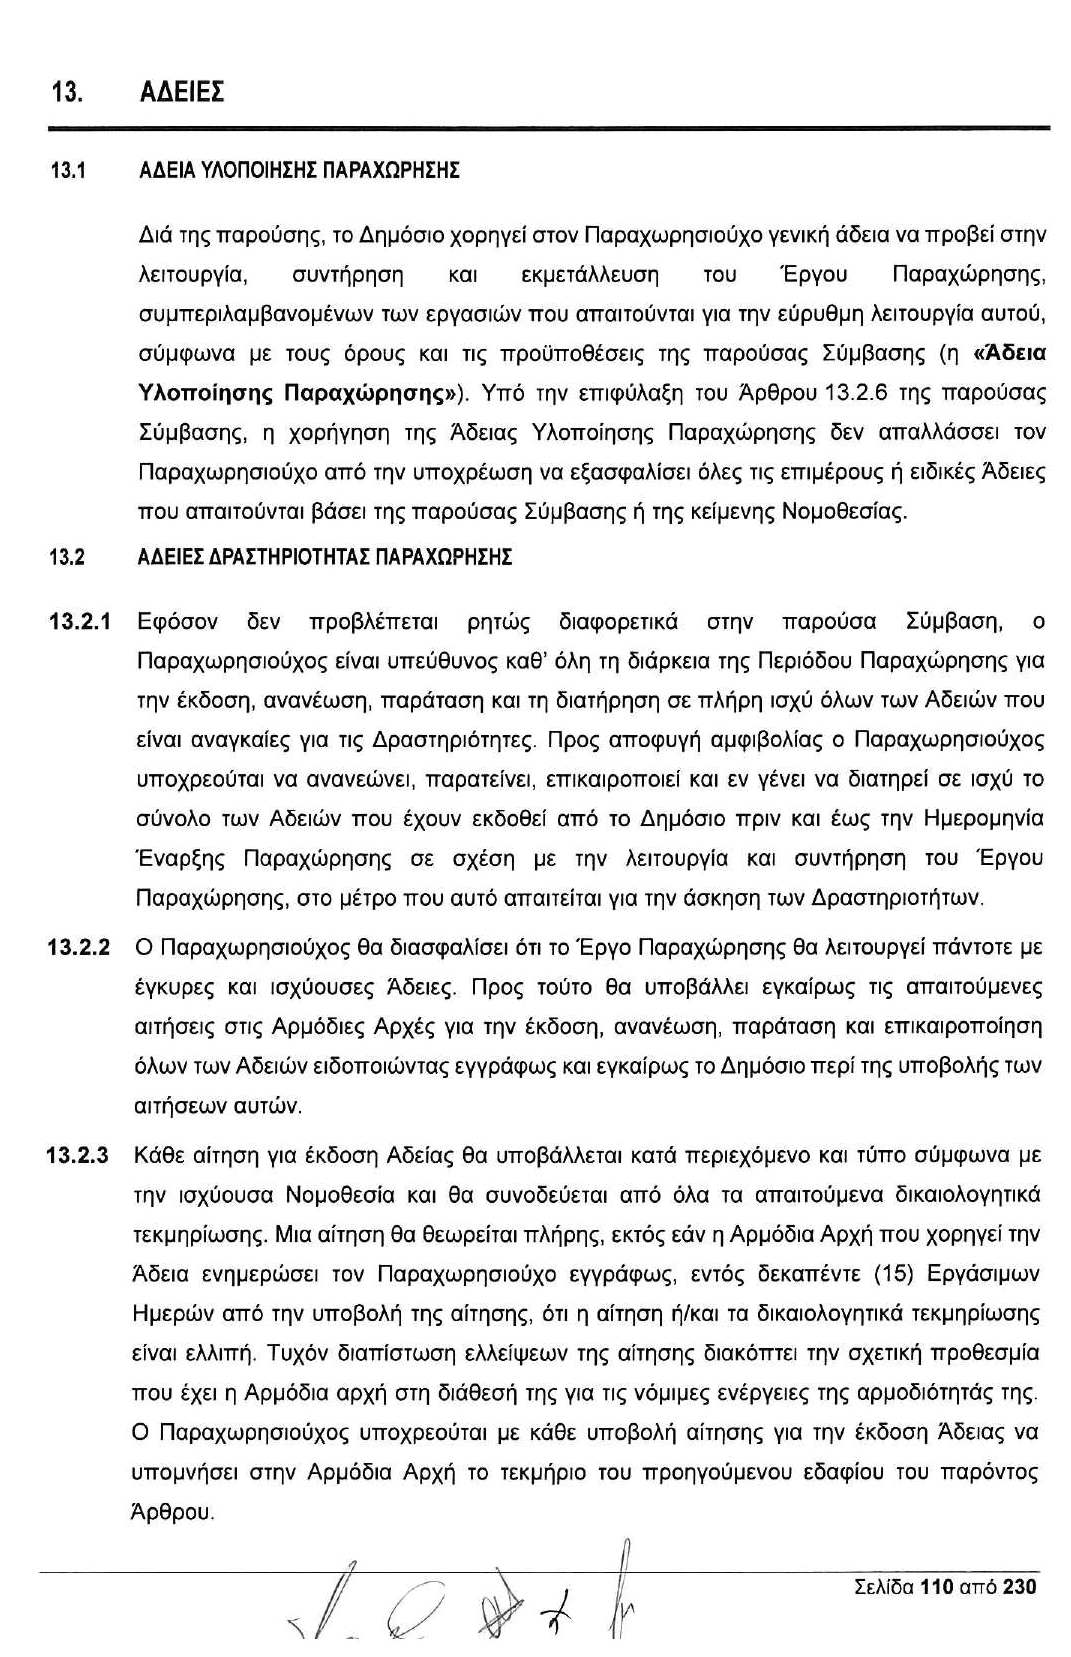 13. ΑΔΕΙΕΣ
13.1 ΑΔΕΙΑ ΥΛΟΠΟΙΗΣΗΣ ΠΑΡΑΧΩΡΗΣΗΣ
Διά της παρούσης, το Δημόσιο χορηγεί στον Παραχωρησιούχο γενική άδεια να προβεί στην
λειτουργία, συντήρηση και εκμετάλλευση του Έργου Παραχώρησης,
συμπεριλαμβανομένων των εργασιών που απαιτούνται για την εύρυθμη λειτουργία αυτού,
σύμφωνα με τους όρους και τις προϋποθέσεις της παρούσας Σύμβασης (η «Άδεια
Υλοποίησης Παραχώρησης»). Υπό την επιφύλαξη του Άρθρου 13.2.6 της παρούσας
Σύμβασης, η χορήγηση της Άδειας Υλοποίησης Παραχώρησης δεν απαλλάσσει τον
Παραχωρησιούχο από την υποχρέωση να εξασφαλίσει όλες τις επιμέρους ή ειδικές Άδειες
που απαιτούνται βάσει της παρούσας Σύμβασης ή της κείμενης Νομοθεσίας.
13.2 ΑΔΕΙΕΣ ΔΡΑΣΤΗΡΙΟΤΗΤΑΣ ΠΑΡΑΧΩΡΗΣΗΣ
13.2.1 Εφόσον δεν προβλέπεται ρητώς διαφορετικά στην παρούσα Σύμβαση, ο
Παραχωρησιούχος είναι υπεύθυνος καθ' όλη τη διάρκεια της Περιόδου Παραχώρησης για
την έκδοση, ανανέωση, παράταση και τη διατήρηση σε πλήρη ισχύ όλων των Αδειών που
είναι αναγκαίες για τις Δραστηριότητες. Προς αποφυγή αμφιβολίας ο Παραχωρησιούχος
υποχρεούται να ανανεώνει, παρατείνει, επικαιροποιεί και εν γένει να διατηρεί σε ισχύ το
σύνολο των Αδειών που έχουν εκδοθεί από το Δημόσιο πριν και έως την Ημερομηνία
Έναρξης Παραχώρησης σε σχέση με την λειτουργία και συντήρηση του Έργου
Παραχώρησης, στο μέτρο που αυτό απαιτείται για την άσκηση των Δραστηριοτήτων.
13.2.2 Ο Παραχωρησιούχος θα διασφαλίσει ότι το Έργο Παραχώρησης θα λειτουργεί πάντοτε με
έγκυρες και ισχύουσες Άδειες. Προς τούτο θα υποβάλλει εγκαίρως τις απαιτούμενες
αιτήσεις στις Αρμόδιες Αρχές για την έκδοση, ανανέωση, παράταση και επικαιροποίηση
όλων των Αδειών ειδοποιώντας εγγράφως και εγκαίρως το Δημόσιο περί της υποβολής των
αιτήσεων αυτών.
13.2.3 Κάθε αίτηση για έκδοση Αδείας θα υποβάλλεται κατά περιεχόμενο και τύπο σύμφωνα με
την ισχύουσα Νομοθεσία και θα συνοδεύεται από όλα τα απαιτούμενα δικαιολογητικά
τεκμηρίωσης. Μια αίτηση θα θεωρείται πλήρης, εκτός εάν η Αρμόδια Αρχή που χορηγεί την
Άδεια ενημερώσει τον Παραχωρησιούχο εγγράφως, εντός δεκαπέντε (15) Εργάσιμων
Ημερών από την υποβολή της αίτησης, ότι η αίτηση ή/και τα δικαιολογητικά τεκμηρίωσης
είναι ελλιπή. Τυχόν διαπίστωση ελλείψεων της αίτησης διακόπτει την σχετική προθεσμία
που έχει η Αρμόδια αρχή στη διάθεσή της για τις νόμιμες ενέργειες της αρμοδιότητάς της.
Ο Παραχωρησιούχος υποχρεούται με κάθε υποβολή αίτησης για την έκδοση Άδειας να
υπομνήσει στην Αρμόδια Αρχή το τεκμήριο του προηγούμενου εδαφίου του παρόντος
Άρθρου.
Σελίδα 110 από 230